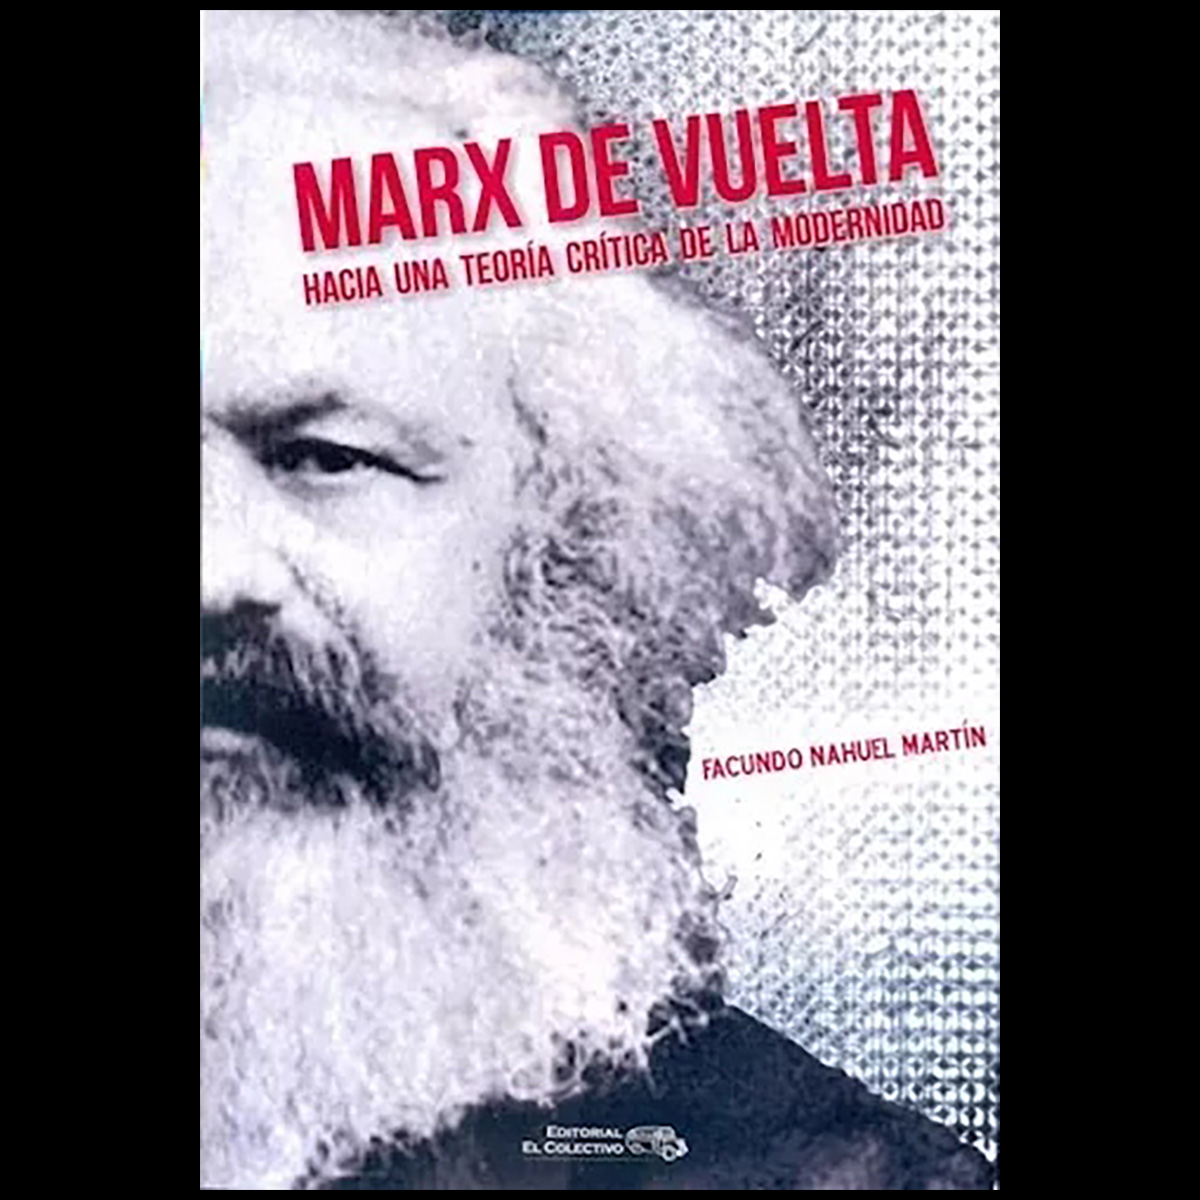 MARX DE VUELTA
HACIA UNA TEORÍA CRÍTICA DE LA MODERNIDAD
FACUNDO NAHUEL MARTÍN
EDITORIAL
EL COLECTIVO